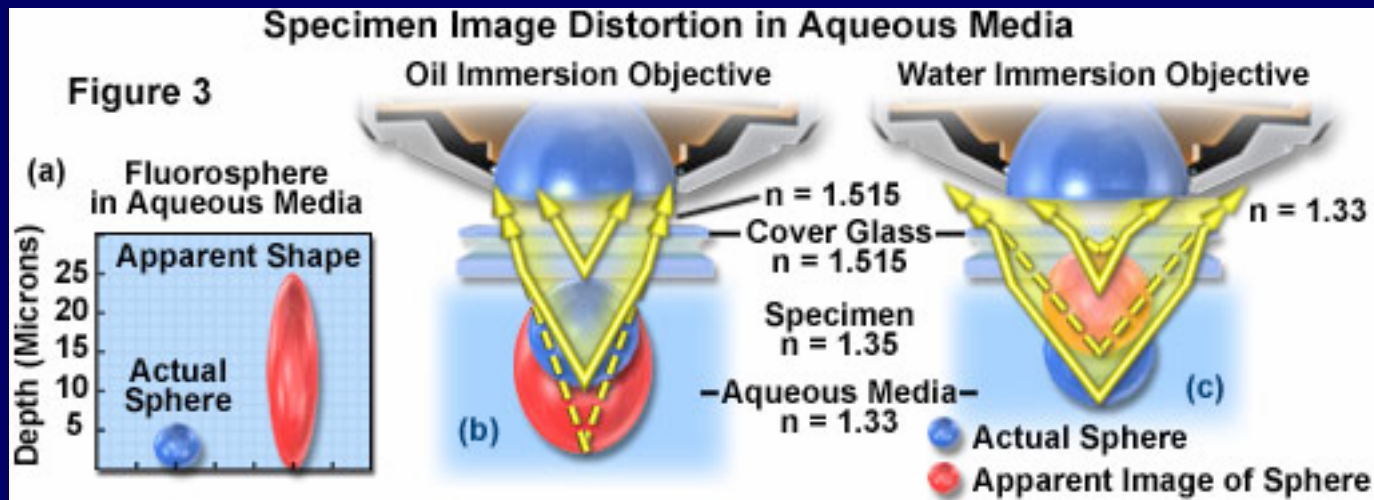 Specimen Image Distortion in Aqueous Media
Figure 3
Oil Immersion Objective
Water Immersion Objective
(a)
Fluorosphere
in Aqueous Media
Apparent Shape
Actual
Sphere
Depth (Microns)
25
20
15
10
5
(b)
n = 1.515
Cover Glass
n = 1.515
Specimen
n = 1.35
Aqueous Media
n = 1.33
n = 1.33
(c)
Actual Sphere
Apparent Image of Sphere